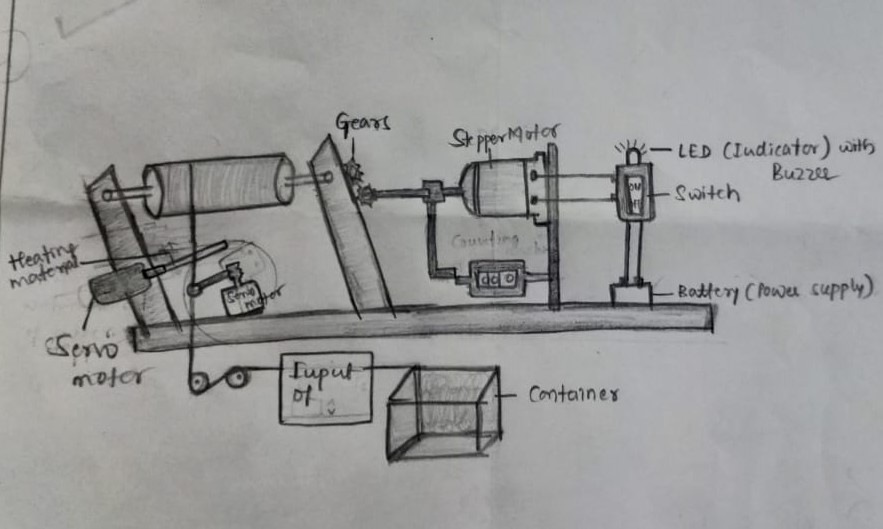 Gears
Stepper Motor
LED (Indicator) with
Buzzer
Switch
ON
Heating
material
Counting
Servo
motor
000
Battery (Power supply)
Servo
motor
Input
of
Container